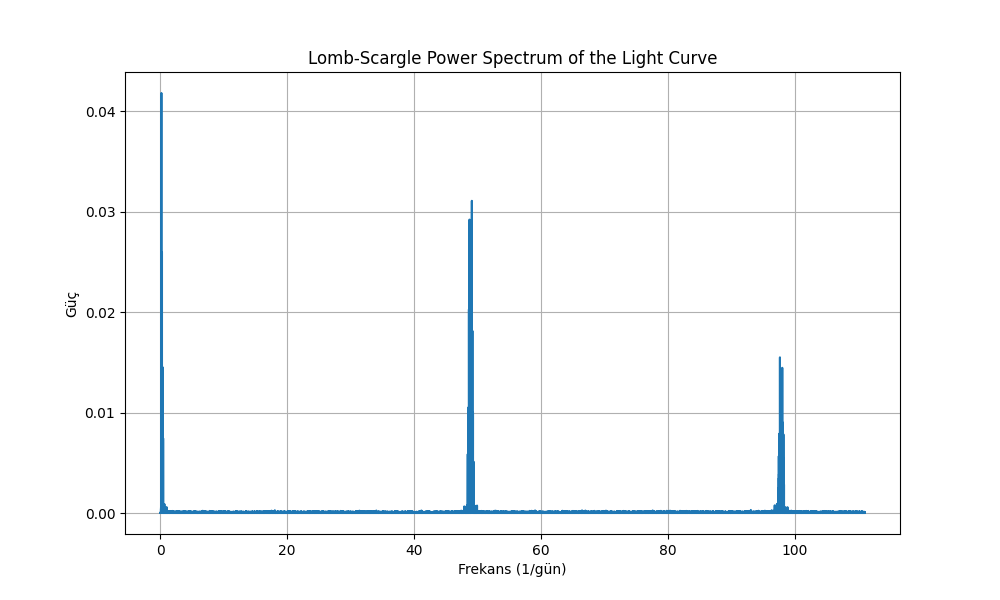 Lomb-Scargle Power Spectrum of the Light Curve
0.04
0.03
0.02
0.01
0.00
Güç
0 20 40 60 80 100
Frekans (1/gün)